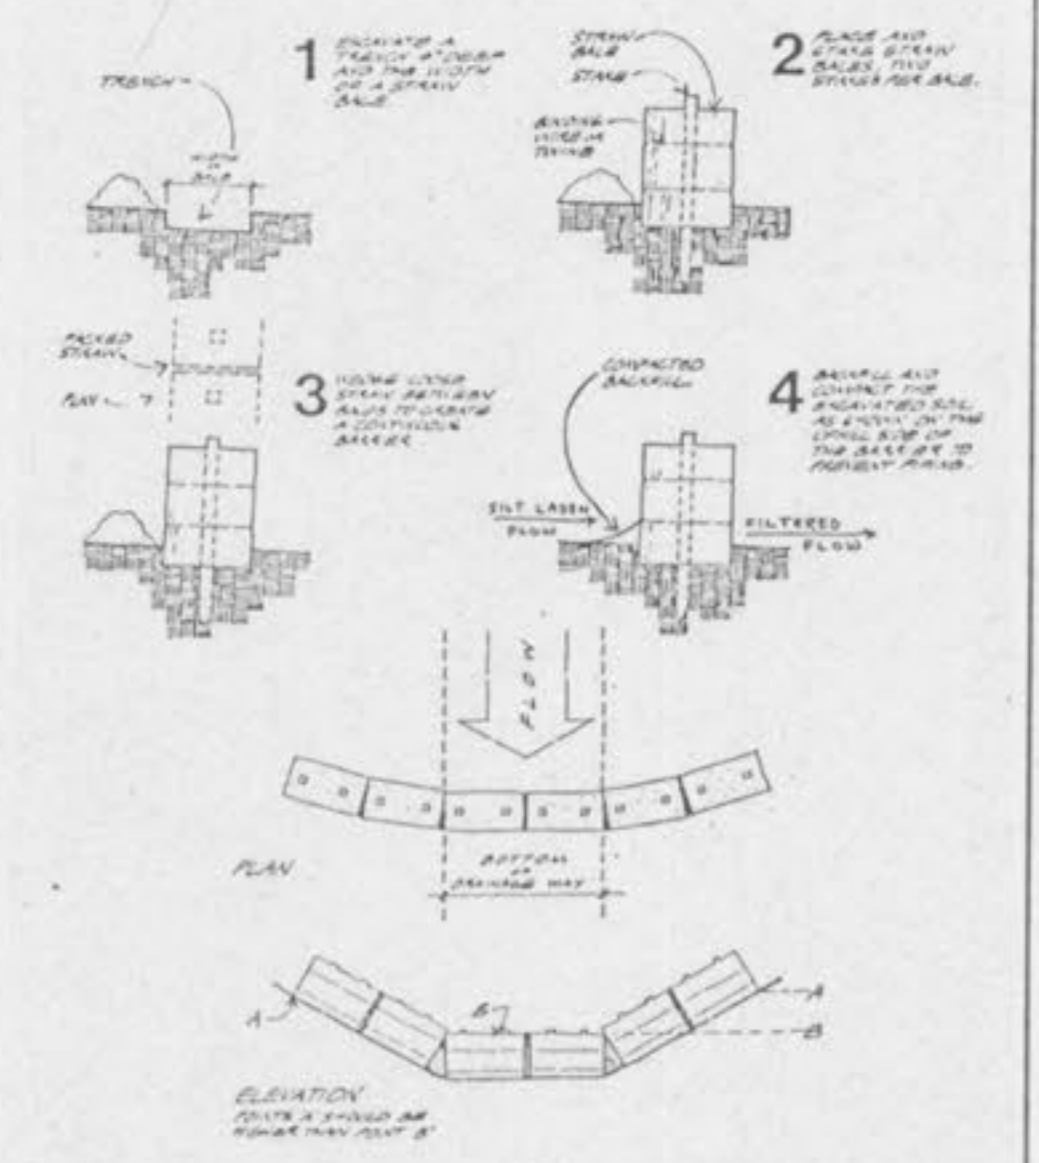 1
EXCAVATE A
TRENCH 4" DEEP
AND THE WIDTH
OF A STRAW
BALE
TRENCH
WIDTH
OF
BALE
2
PLACE AND
STAKE STRAW
BALES. TWO
STAKES PER BALE.
STRAW
BALE
STAKE
BINDING
WIRE OR
TWINE
3
WEDGE LOOSE
STRAW BETWEEN
BALES TO CREATE
A CONTINUOUS
BARRIER
PACKED
STRAW
PLAN
4
BACKFILL AND
COMPACT THE
EXCAVATED SOIL
AS SHOWN ON THE
UPHILL SIDE OF
THE BARRIER TO
PREVENT PIPING.
COMPACTED
BACKFILL
SILT LADEN
FLOW
FILTERED
FLOW
FLOW
PLAN
BOTTOM
OF
DRAINAGE WAY
A
B
A
B
ELEVATION
POINTS A SHOULD BE
HIGHER THAN POINT B